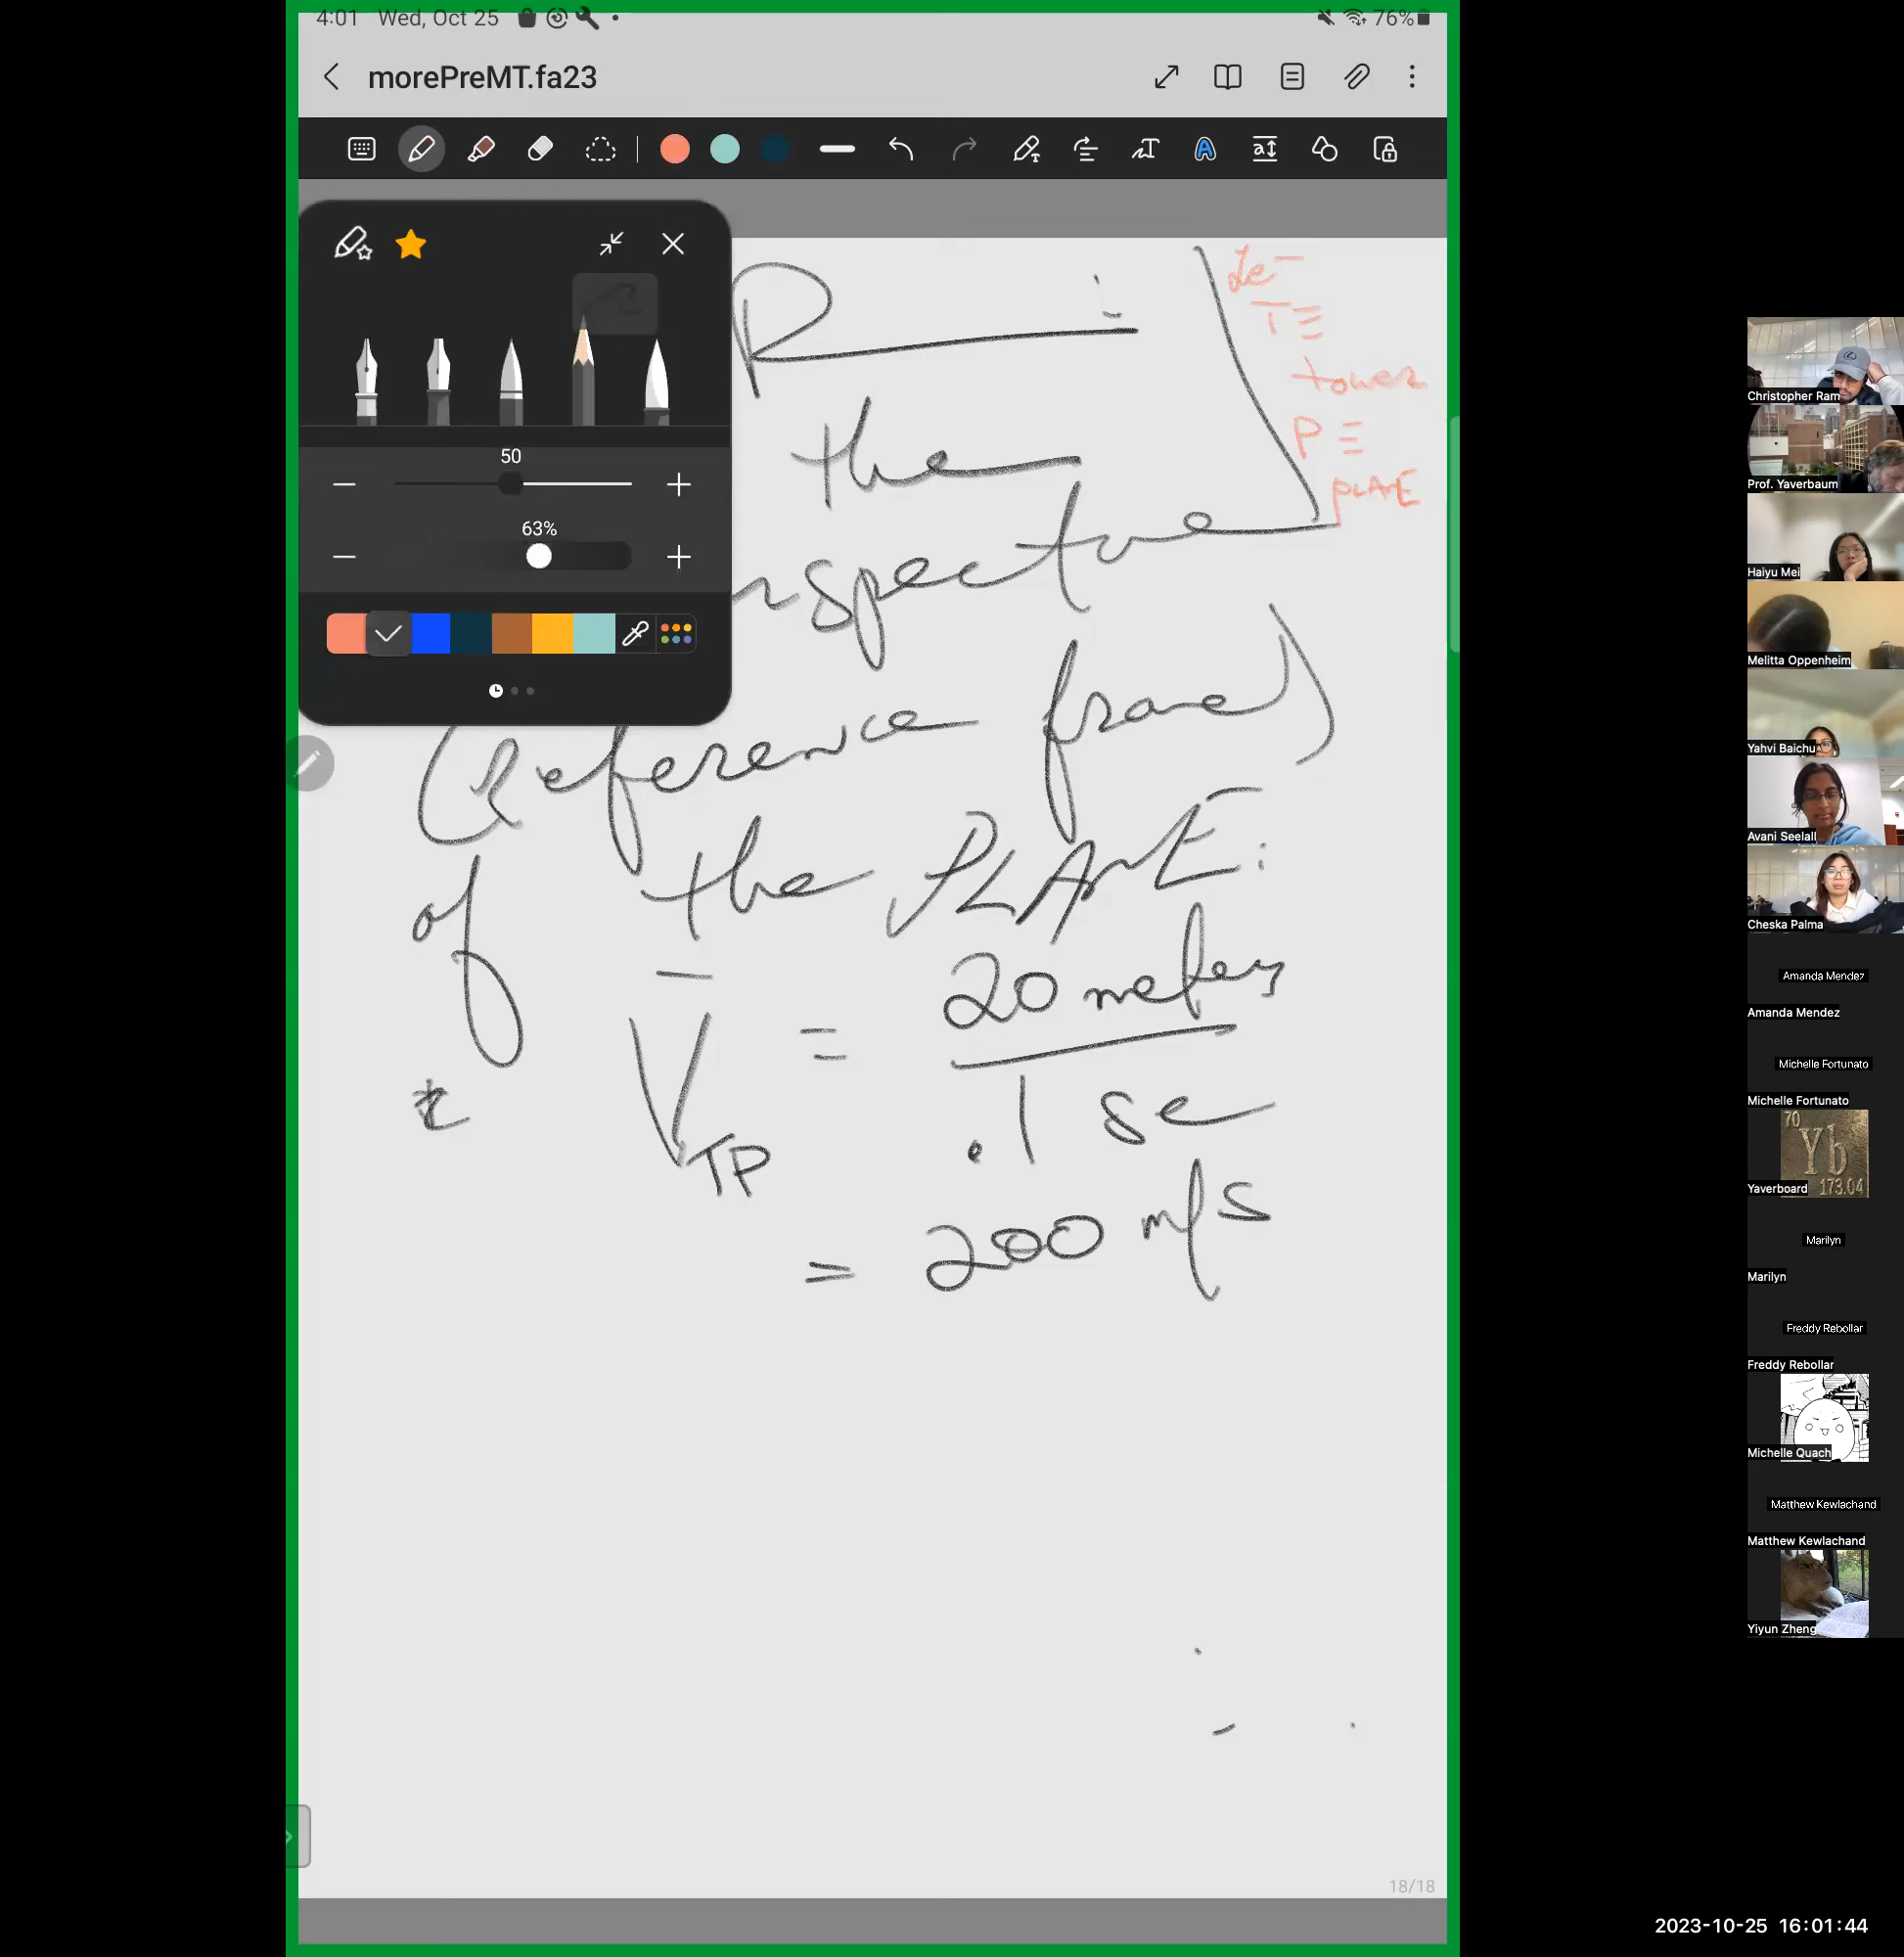 4:01 Wed, Oct 25
76%
morePreMT.fa23
50
63%
Let
T ≡
tower
P ≡
PLANE
the
(Reference frame)
of the PLANE:
V_TP = 20 meters
.1 sec
= 200 m/s
18/18
Christopher Ram
Prof. Yaverbaum
Haiyu Mei
Melitta Oppenheim
Yahvi Baichu
Avani Seelall
Cheska Palma
Amanda Mendez
Amanda Mendez
Michelle Fortunato
Michelle Fortunato
70
Yb
173.04
Yaverboard
Marilyn
Marilyn
Freddy Rebollar
Freddy Rebollar
Michelle Quach
Matthew Kewlachand
Matthew Kewlachand
Yiyun Zheng
2023-10-25 16:01:44